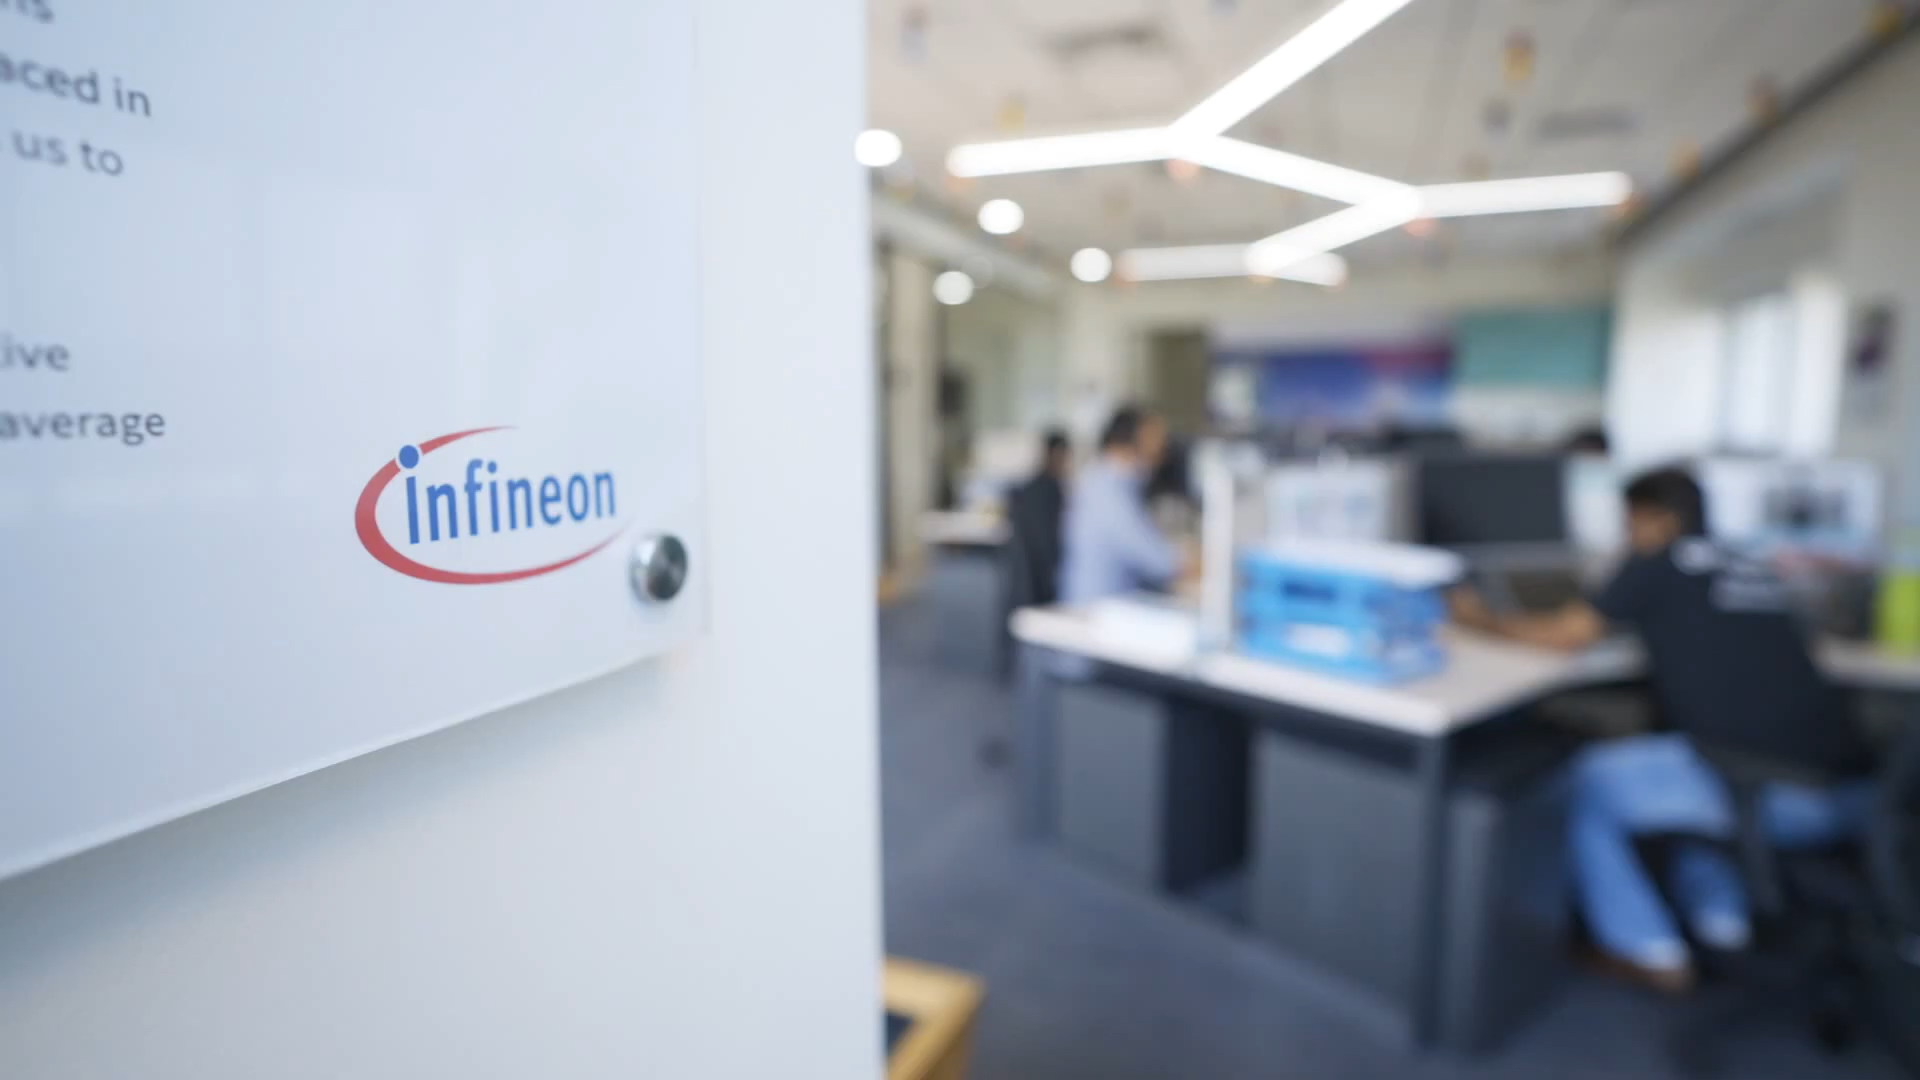 aced in
us to
ive
average
infineon